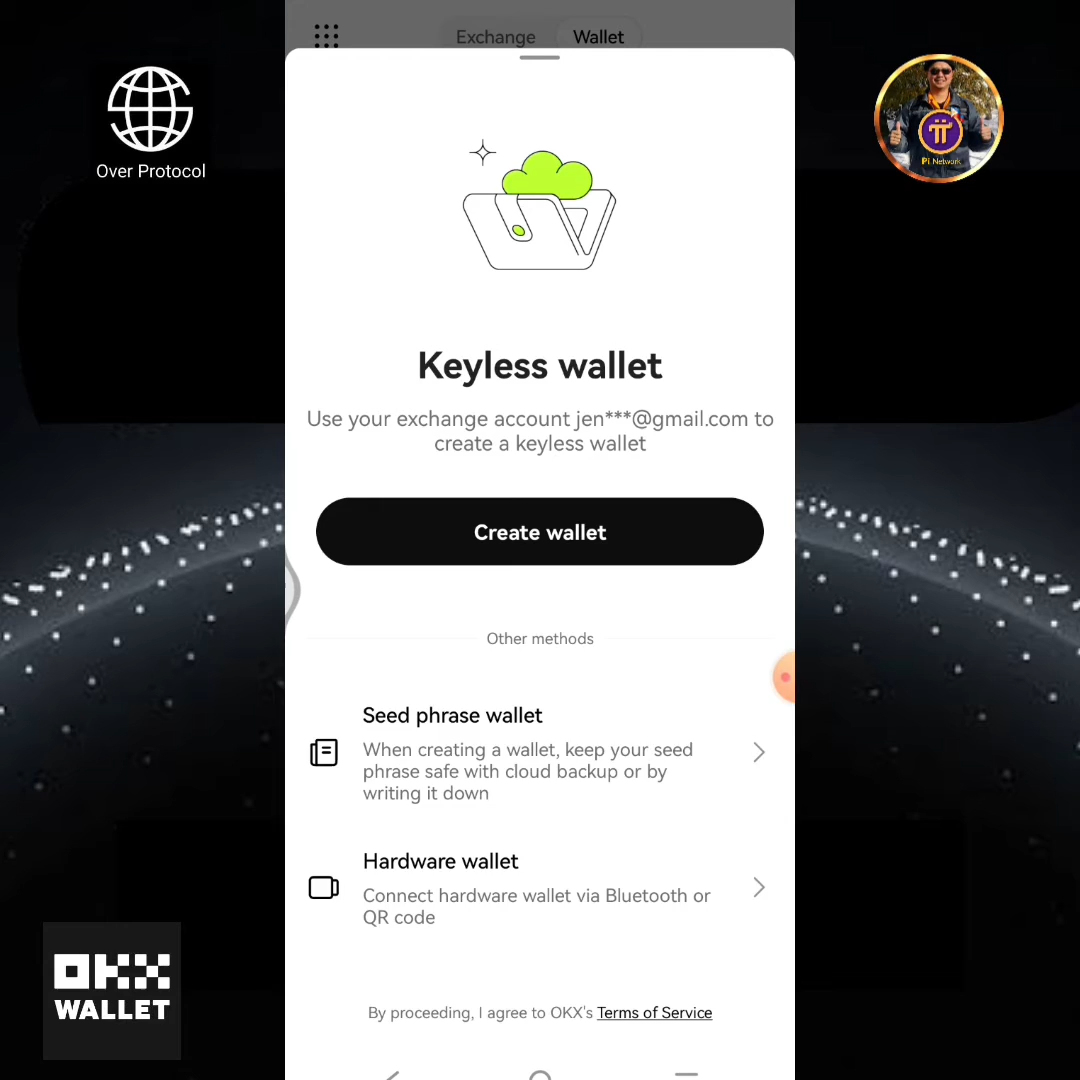 Exchange
Wallet
Over Protocol
Pi Network
Keyless wallet
Use your exchange account jen***@gmail.com to
create a keyless wallet
Create wallet
Other methods
Seed phrase wallet
When creating a wallet, keep your seed
phrase safe with cloud backup or by
writing it down
Hardware wallet
Connect hardware wallet via Bluetooth or
QR code
OKX
WALLET
By proceeding, I agree to OKX's Terms of Service